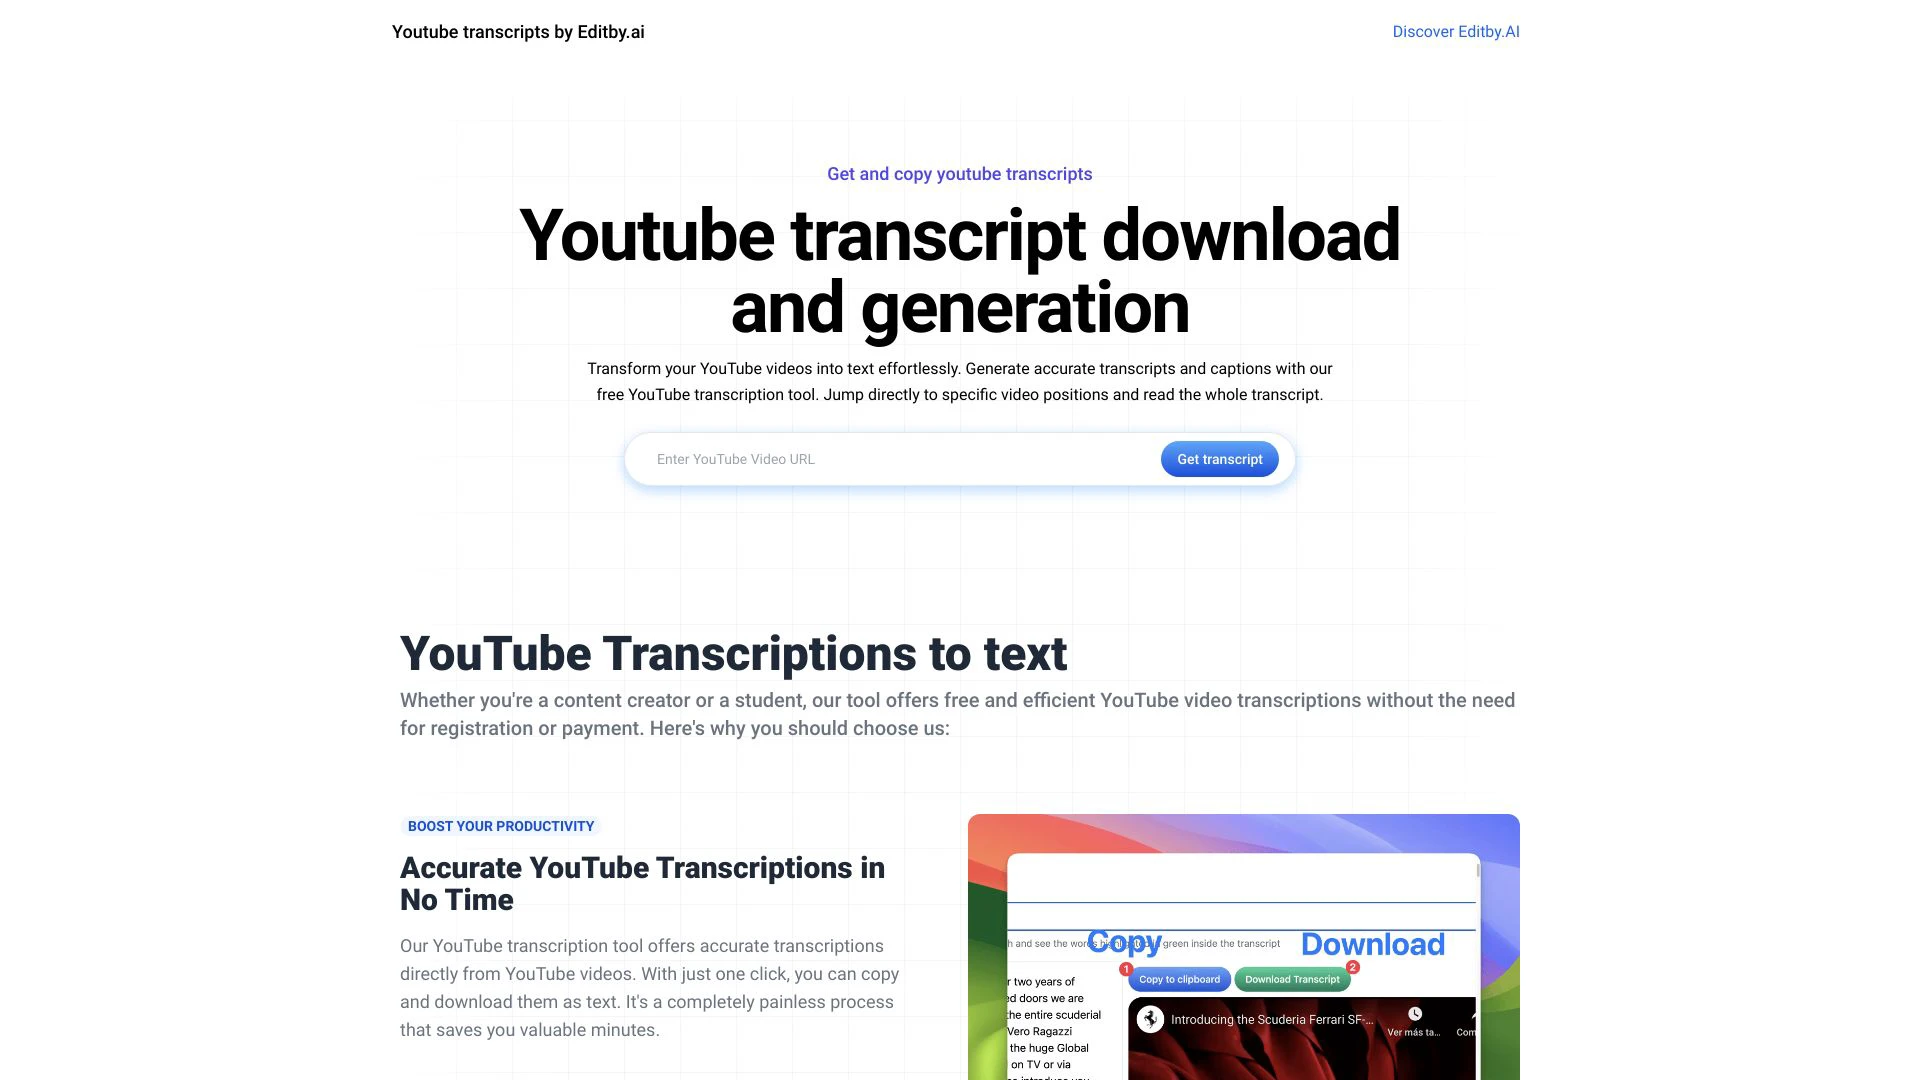 Youtube transcripts by Editby.ai
Discover Editby.AI
Get and copy youtube transcripts
Youtube transcript download
and generation
Transform your YouTube videos into text effortlessly. Generate accurate transcripts and captions with our
free YouTube transcription tool. Jump directly to specific video positions and read the whole transcript.
Enter YouTube Video URL
Get transcript
YouTube Transcriptions to text
Whether you're a content creator or a student, our tool offers free and efficient YouTube video transcriptions without the need
for registration or payment. Here's why you should choose us:
BOOST YOUR PRODUCTIVITY
Accurate YouTube Transcriptions in
No Time
Our YouTube transcription tool offers accurate transcriptions
directly from YouTube videos. With just one click, you can copy
and download them as text. It's a completely painless process
that saves you valuable minutes.
h and see the words highlighted in green inside the transcript
Copy
Download
1
Copy to clipboard
Download Transcript
2
r two years of
ed doors we are
the entire scuderial
Vero Ragazzi
the huge Global
on TV or via
Introducing the Scuderia Ferrari SF-...
Ver más ta...
Com